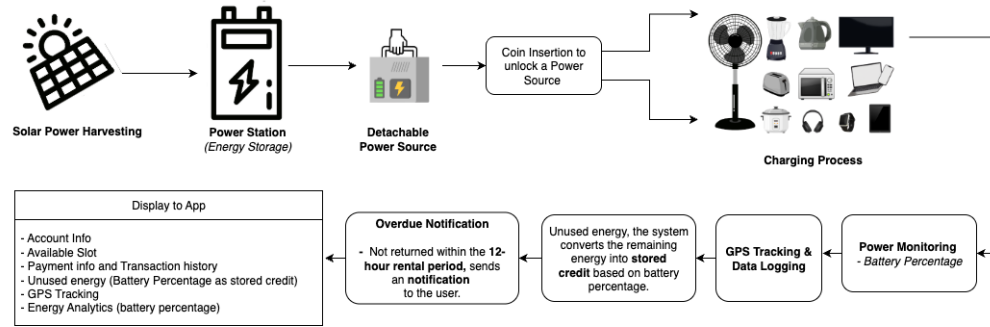 Solar Power Harvesting
Power Station
(Energy Storage)
Detachable
Power Source
Coin Insertion to
unlock a Power
Source
Charging Process
Display to App
- Account Info
- Available Slot
- Payment info and Transaction history
- Unused energy (Battery Percentage as stored credit)
- GPS Tracking
- Energy Analytics (battery percentage)
Overdue Notification
- Not returned within the 12-
hour rental period, sends
an notification
to the user.
Unused energy, the system
converts the remaining
energy into stored
credit based on battery
percentage.
GPS Tracking &
Data Logging
Power Monitoring
- Battery Percentage